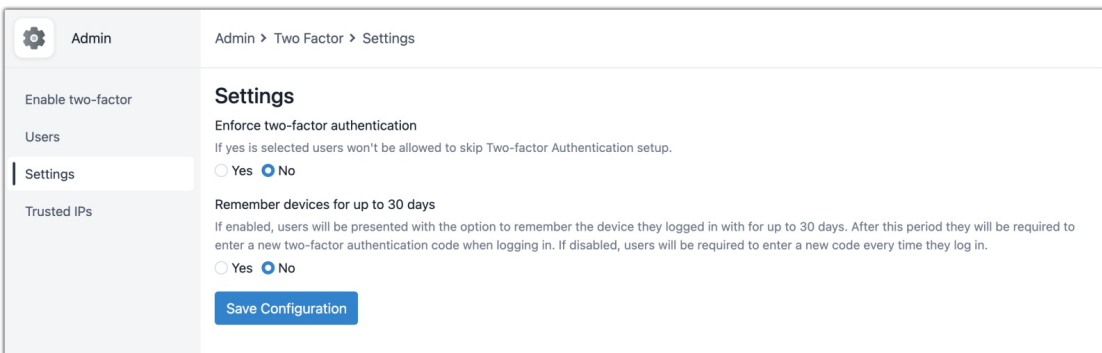 Admin
Admin > Two Factor > Settings
Enable two-factor
Users
Settings
Trusted IPs
Settings
Enforce two-factor authentication
If yes is selected users won't be allowed to skip Two-factor Authentication setup.
Yes No
Remember devices for up to 30 days
If enabled, users will be presented with the option to remember the device they logged in with for up to 30 days. After this period they will be required to
enter a new two-factor authentication code when logging in. If disabled, users will be required to enter a new code every time they log in.
Yes No
Save Configuration